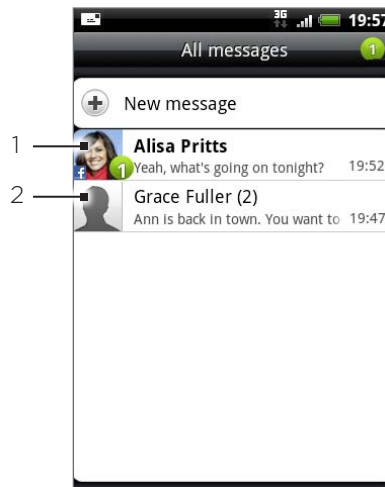 3G 19:57
All messages 1
New message
1 Alisa Pritts
f 1 Yeah, what's going on tonight? 19:52
2 Grace Fuller (2)
Ann is back in town. You want to 19:47